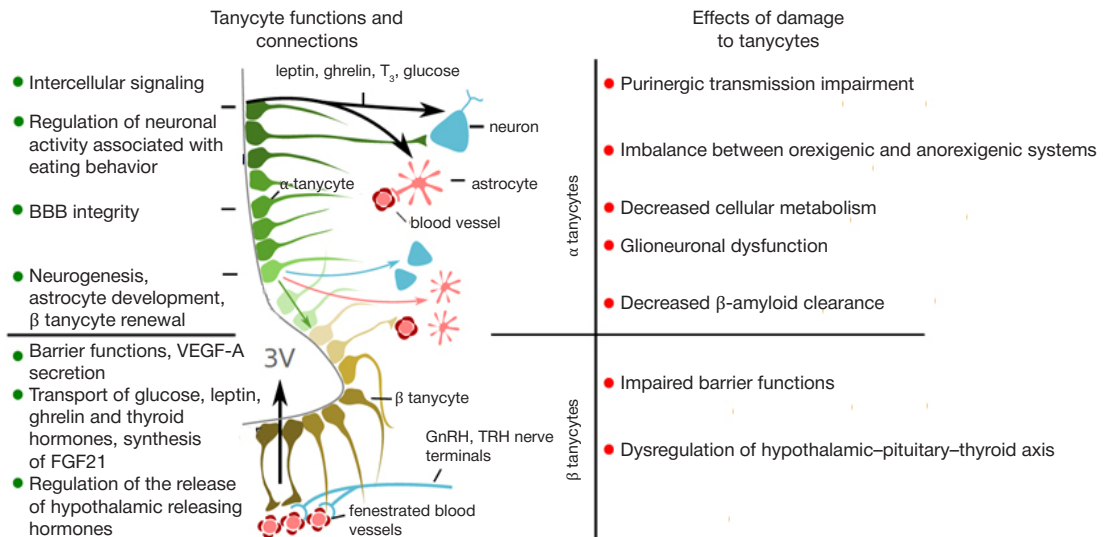 Tanycyte functions and
connections
Effects of damage
to tanycytes
Intercellular signaling
Regulation of neuronal
activity associated with
eating behavior
BBB integrity
Neurogenesis,
astrocyte development,
β tanycyte renewal
Barrier functions, VEGF-A
secretion
Transport of glucose, leptin,
ghrelin and thyroid
hormones, synthesis
of FGF21
Regulation of the release
of hypothalamic releasing
hormones
leptin, ghrelin, T₃, glucose
neuron
astrocyte
α tanycyte
blood vessel
3V
β tanycyte
GnRH, TRH nerve
terminals
fenestrated blood
vessels
α tanycytes
Purinergic transmission impairment
Imbalance between orexigenic and anorexigenic systems
Decreased cellular metabolism
Glioneuronal dysfunction
Decreased β-amyloid clearance
β tanycytes
Impaired barrier functions
Dysregulation of hypothalamic–pituitary–thyroid axis